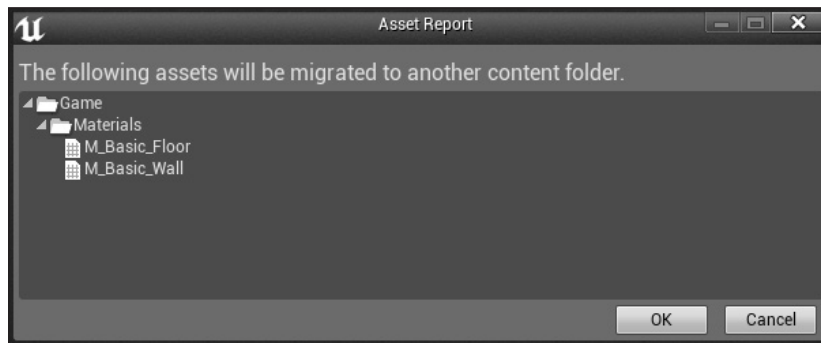 Asset Report
The following assets will be migrated to another content folder.
Game
Materials
M_Basic_Floor
M_Basic_Wall
OK
Cancel